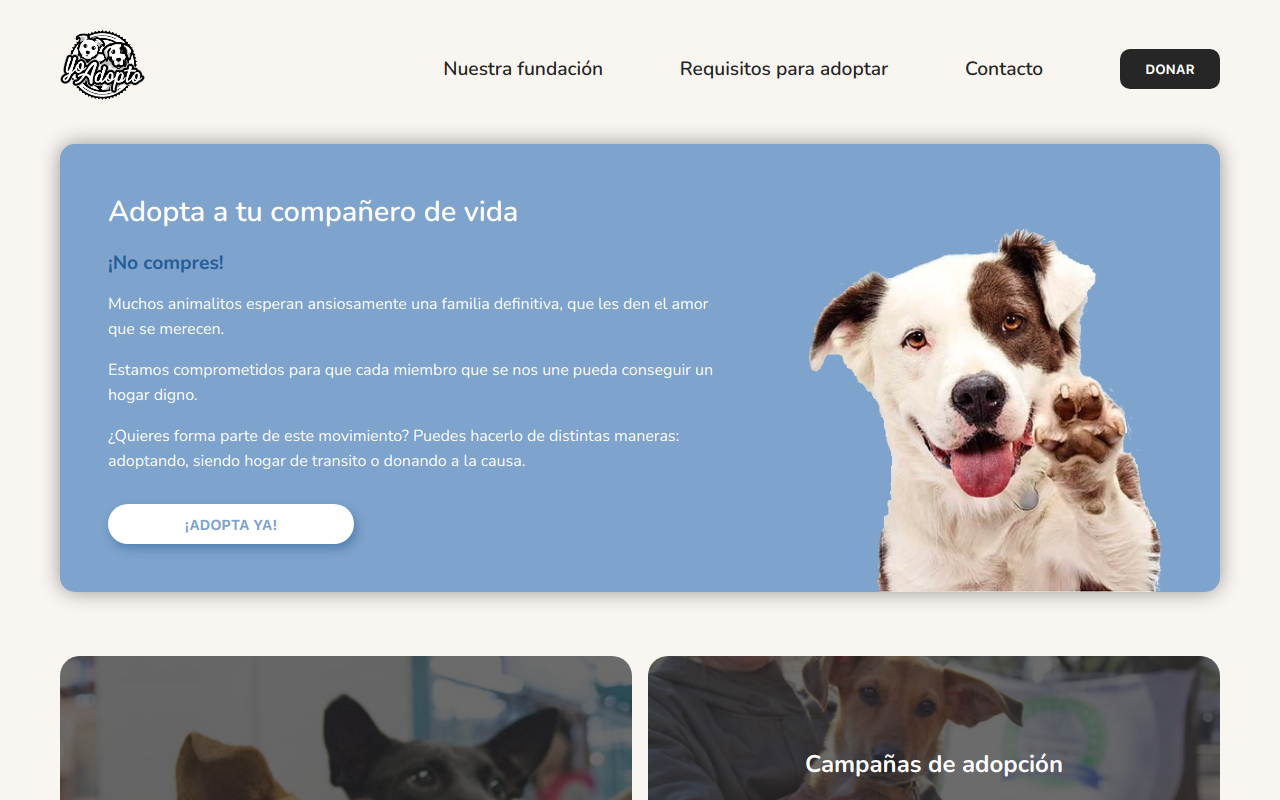 Yo Adopto
Nuestra fundación
Requisitos para adoptar
Contacto
DONAR
Adopta a tu compañero de vida
¡No compres!
Muchos animalitos esperan ansiosamente una familia definitiva, que les den el amor
que se merecen.
Estamos comprometidos para que cada miembro que se nos une pueda conseguir un
hogar digno.
¿Quieres forma parte de este movimiento? Puedes hacerlo de distintas maneras:
adoptando, siendo hogar de transito o donando a la causa.
¡ADOPTA YA!
Campañas de adopción